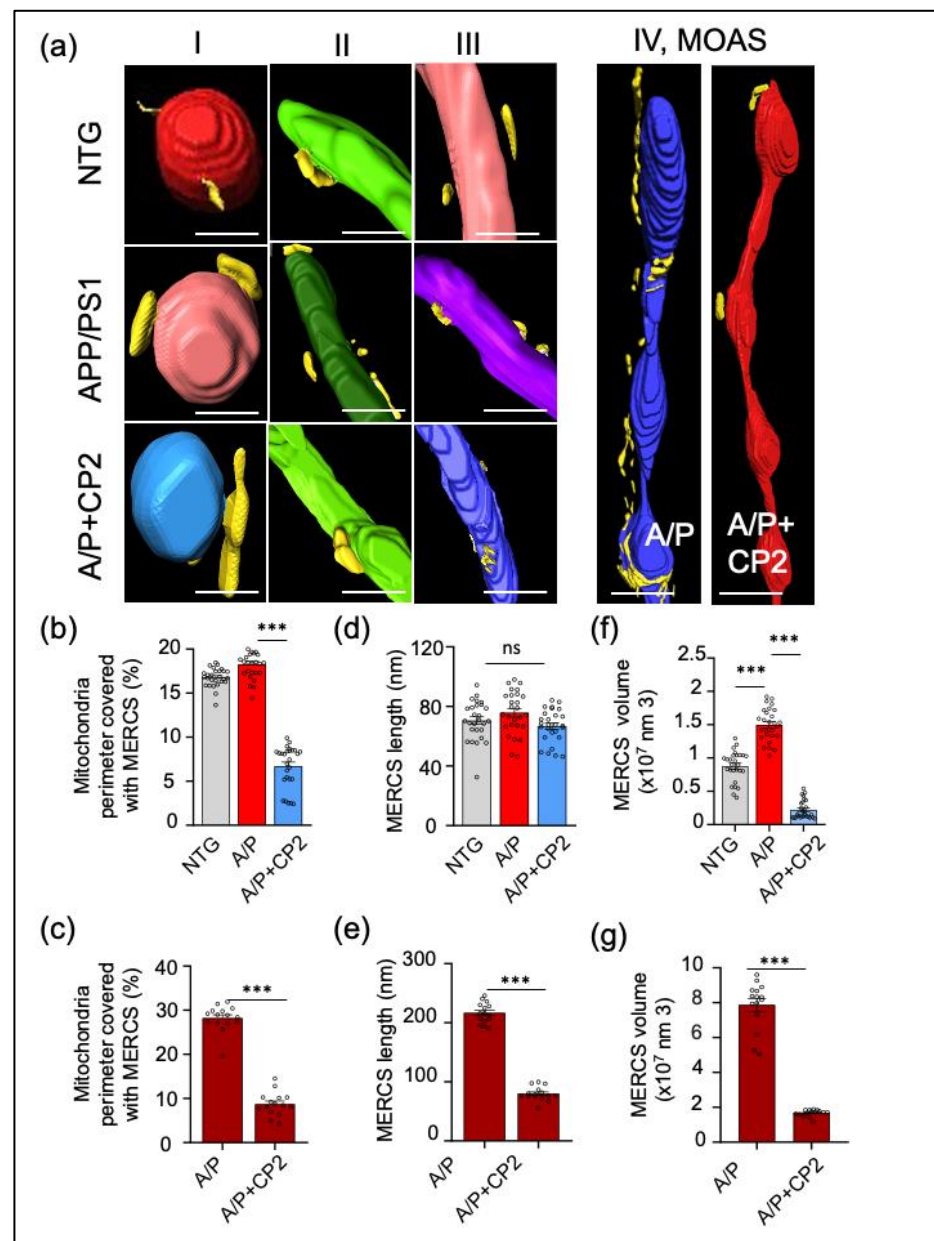 (a)
I
II
III
IV, MOAS
NTG
APP/PS1
A/P+CP2
A/P
A/P+
CP2
(b)
Mitochondria
perimeter covered
with MERCS (%)
20
15
10
5
0
***
NTG
A/P
A/P+CP2
(d)
MERCS length (nm)
120
80
60
40
0
ns
NTG
A/P
A/P+CP2
(f)
MERCS volume
(x10⁷ nm 3)
2.5
2
1.5
1
0.5
0
***
***
NTG
A/P
A/P+CP2
(c)
Mitochondria
perimeter covered
with MERCS (%)
40
30
20
10
0
***
A/P
A/P+CP2
(e)
MERCS length (nm)
300
200
100
00
***
A/P
A/P+CP2
(g)
MERCS volume
(x10⁷ nm 3)
10
8
6
4
2
0
***
A/P
A/P+CP2